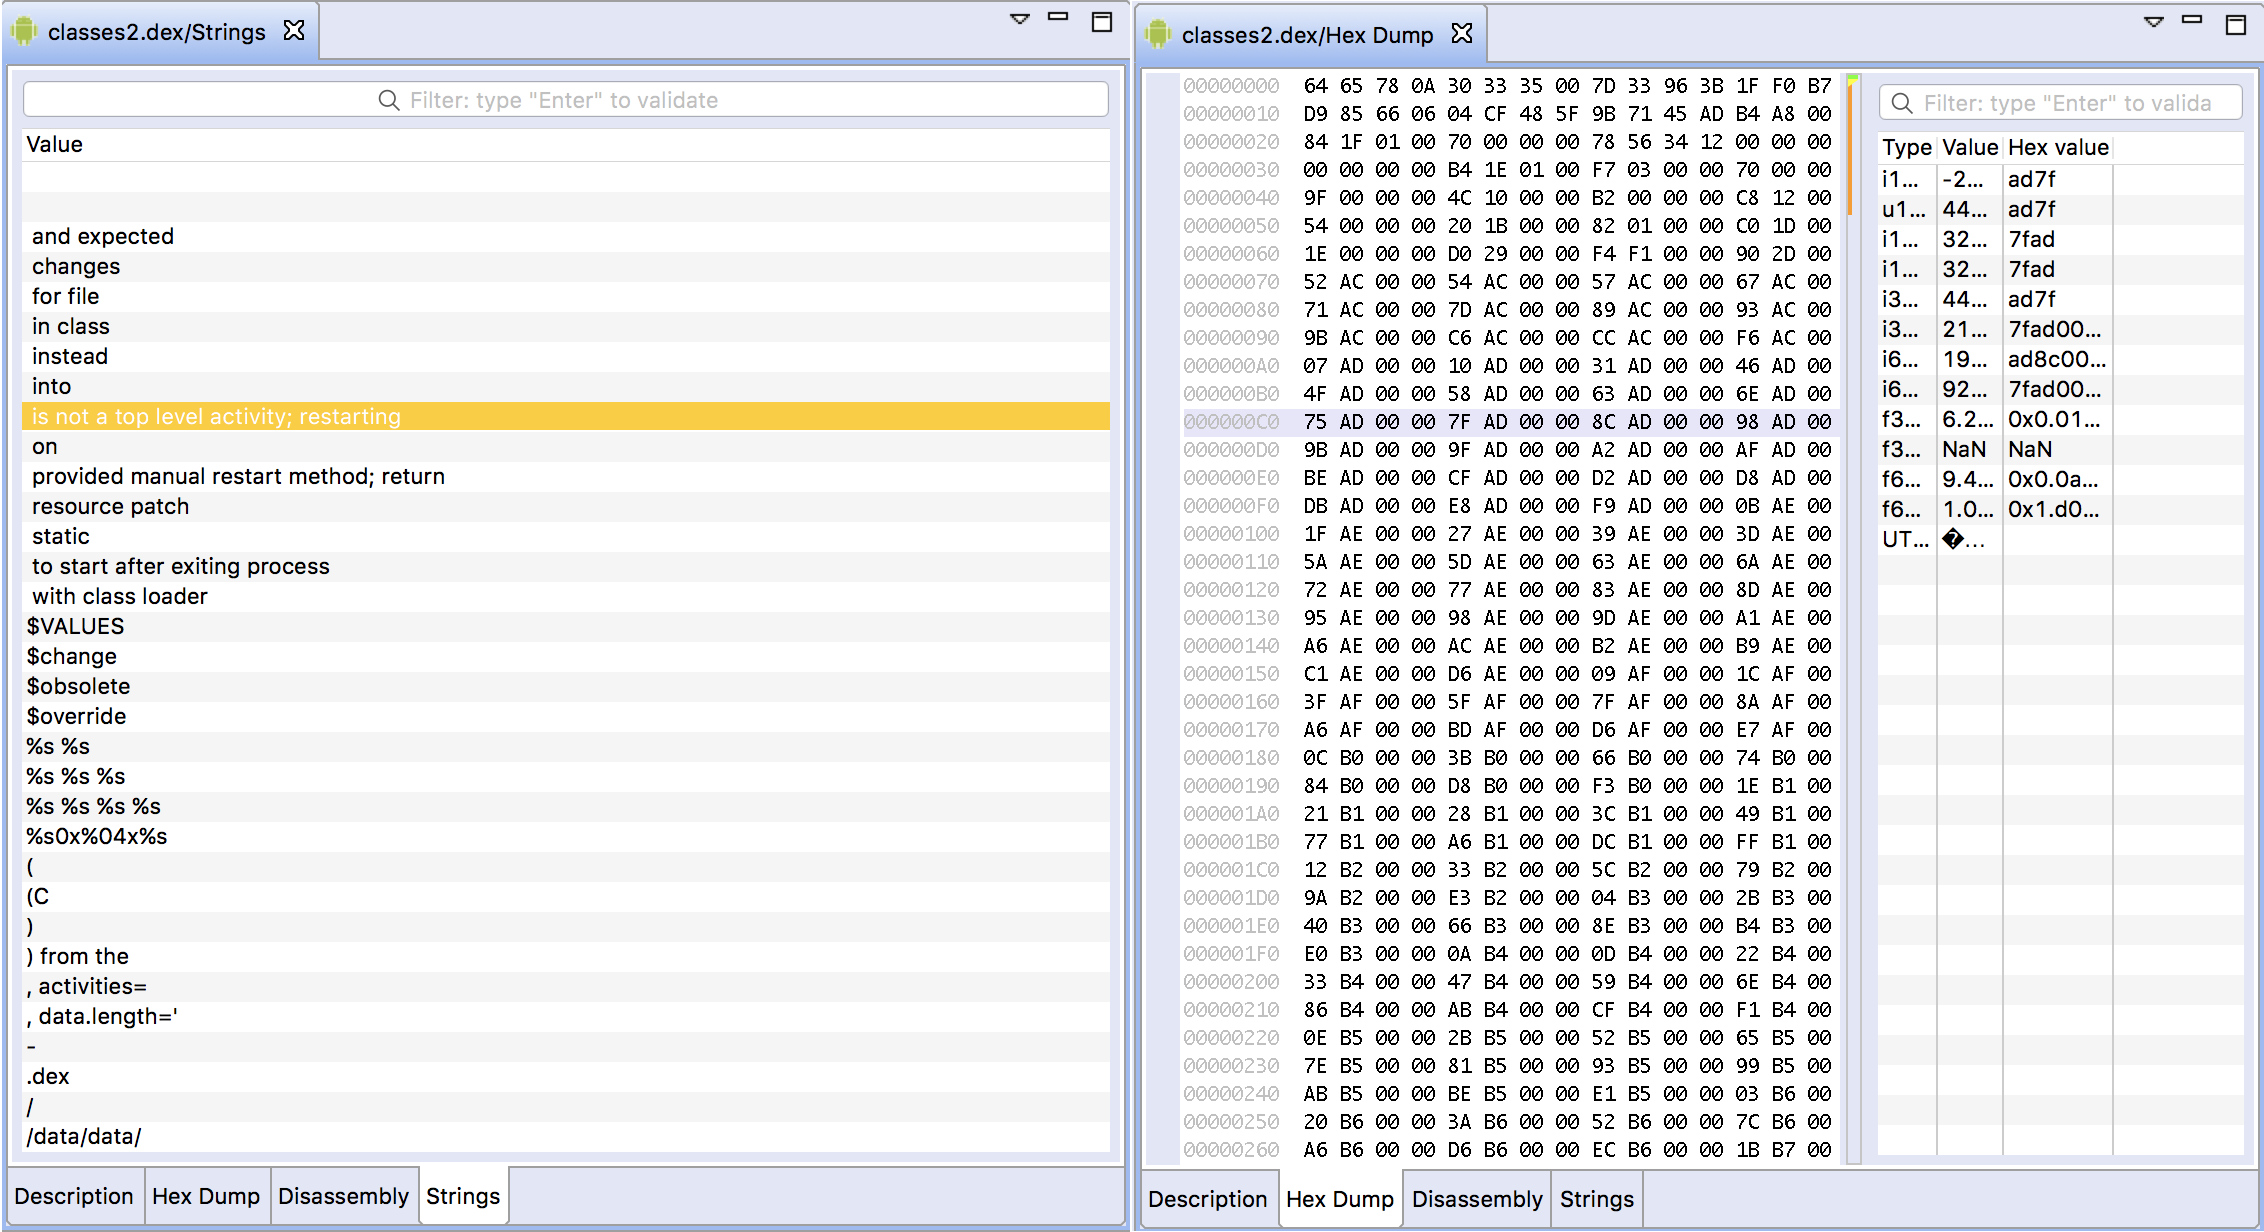 classes2.dex/Strings
Filter: type "Enter" to validate
Value
and expected
changes
for file
in class
instead
into
is not a top level activity; restarting
on
provided manual restart method; return
resource patch
static
to start after exiting process
with class loader
$VALUES
$change
$obsolete
$override
%s %s
%s %s %s
%s %s %s %s
%s0x%04x%s
(
(C
)
) from the
, activities=
, data.length='
-
.dex
/
/data/data/
Description Hex Dump Disassembly Strings
classes2.dex/Hex Dump
00000000 64 65 78 0A 30 33 35 00 7D 33 96 3B 1F F0 B7
00000010 D9 85 66 06 04 CF 48 5F 9B 71 45 AD B4 A8 00
00000020 84 1F 01 00 70 00 00 00 78 56 34 12 00 00 00
00000030 00 00 00 00 B4 1E 01 00 F7 03 00 00 70 00 00
00000040 9F 00 00 00 4C 10 00 00 B2 00 00 00 C8 12 00
00000050 54 00 00 00 20 1B 00 00 82 01 00 00 C0 1D 00
00000060 1E 00 00 00 D0 29 00 00 F4 F1 00 00 90 2D 00
00000070 52 AC 00 00 54 AC 00 00 57 AC 00 00 67 AC 00
00000080 71 AC 00 00 7D AC 00 00 89 AC 00 00 93 AC 00
00000090 9B AC 00 00 C6 AC 00 00 CC AC 00 00 F6 AC 00
000000A0 07 AD 00 00 10 AD 00 00 31 AD 00 00 46 AD 00
000000B0 4F AD 00 00 58 AD 00 00 63 AD 00 00 6E AD 00
000000C0 75 AD 00 00 7F AD 00 00 8C AD 00 00 98 AD 00
000000D0 9B AD 00 00 9F AD 00 00 A2 AD 00 00 AF AD 00
000000E0 BE AD 00 00 CF AD 00 00 D2 AD 00 00 D8 AD 00
000000F0 DB AD 00 00 E8 AD 00 00 F9 AD 00 00 0B AE 00
00000100 1F AE 00 00 27 AE 00 00 39 AE 00 00 3D AE 00
00000110 5A AE 00 00 5D AE 00 00 63 AE 00 00 6A AE 00
00000120 72 AE 00 00 77 AE 00 00 83 AE 00 00 8D AE 00
00000130 95 AE 00 00 98 AE 00 00 9D AE 00 00 A1 AE 00
00000140 A6 AE 00 00 AC AE 00 00 B2 AE 00 00 B9 AE 00
00000150 C1 AE 00 00 D6 AE 00 00 09 AF 00 00 1C AF 00
00000160 3F AF 00 00 5F AF 00 00 7F AF 00 00 8A AF 00
00000170 A6 AF 00 00 BD AF 00 00 D6 AF 00 00 E7 AF 00
00000180 0C B0 00 00 3B B0 00 00 66 B0 00 00 74 B0 00
00000190 84 B0 00 00 D8 B0 00 00 F3 B0 00 00 1E B1 00
000001A0 21 B1 00 00 28 B1 00 00 3C B1 00 00 49 B1 00
000001B0 77 B1 00 00 A6 B1 00 00 DC B1 00 00 FF B1 00
000001C0 12 B2 00 00 33 B2 00 00 5C B2 00 00 79 B2 00
000001D0 9A B2 00 00 E3 B2 00 00 04 B3 00 00 2B B3 00
000001E0 40 B3 00 00 66 B3 00 00 8E B3 00 00 B4 B3 00
000001F0 E0 B3 00 00 0A B4 00 00 0D B4 00 00 22 B4 00
00000200 33 B4 00 00 47 B4 00 00 59 B4 00 00 6E B4 00
00000210 86 B4 00 00 AB B4 00 00 CF B4 00 00 F1 B4 00
00000220 0E B5 00 00 2B B5 00 00 52 B5 00 00 65 B5 00
00000230 7E B5 00 00 81 B5 00 00 93 B5 00 00 99 B5 00
00000240 AB B5 00 00 BE B5 00 00 E1 B5 00 00 03 B6 00
00000250 20 B6 00 00 3A B6 00 00 52 B6 00 00 7C B6 00
00000260 A6 B6 00 00 D6 B6 00 00 EC B6 00 00 1B B7 00
Filter: type "Enter" to valida
Type Value Hex value
i1... -2... ad7f
u1... 44... ad7f
i1... 32... 7fad
i1... 32... 7fad
i3... 44... ad7f
i3... 21... 7fad00...
i6... 19... ad8c00...
i6... 92... 7fad00...
f3... 6.2... 0x0.01...
f3... NaN NaN
f6... 9.4... 0x0.0a...
f6... 1.0... 0x1.d0...
UT... �...
Description Hex Dump Disassembly Strings